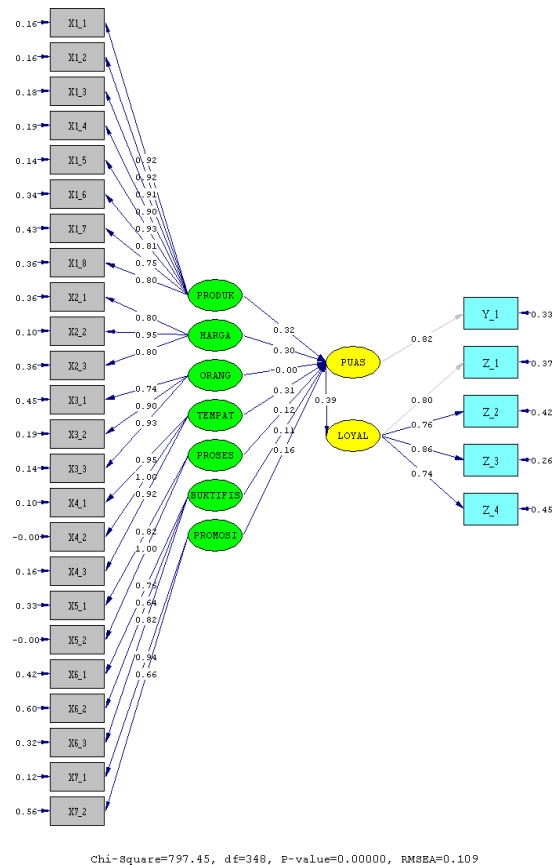 0.16 X1_1
0.16 X1_2
0.18 X1_3
0.19 X1_4
0.14 X1_5
0.34 X1_6
0.43 X1_7
0.36 X1_8
0.36 X2_1
0.10 X2_2
0.36 X2_3
0.45 X3_1
0.19 X3_2
0.14 X3_3
0.10 X4_1
-0.00 X4_2
0.16 X4_3
0.33 X5_1
-0.00 X5_2
0.42 X6_1
0.60 X6_2
0.32 X6_3
0.12 X7_1
0.56 X7_2
0.92
0.92
0.91
0.90
0.93
0.81
0.75
0.80
0.80
0.95
0.80
0.74
0.90
0.93
0.95
1.00
0.92
0.82
1.00
0.76
0.64
0.82
0.94
0.66
PRODUK
HARGA
ORANG
TEMPAT
PROSES
BUKTIFIS
PROMOSI
0.32
0.30
-0.00
0.31
0.12
0.11
0.16
PUAS
0.39
LOYAL
0.82
0.80
0.76
0.86
0.74
Y_1 0.33
Z_1 0.37
Z_2 0.42
Z_3 0.26
Z_4 0.45
Chi-Square=797.45, df=348, P-value=0.00000, RMSEA=0.109